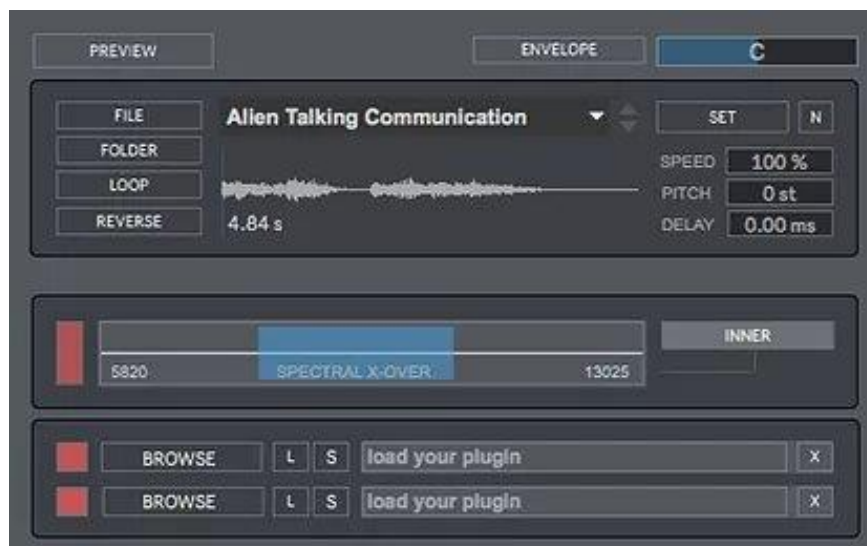 PREVIEW ENVELOPE C
FILE Alien Talking Communication SET N
FOLDER SPEED 100 %
LOOP PITCH 0 st
REVERSE 4.84 s DELAY 0.00 ms
INNER
5820 SPECTRAL X-OVER 13025
BROWSE L S load your plugin X
BROWSE L S load your plugin X